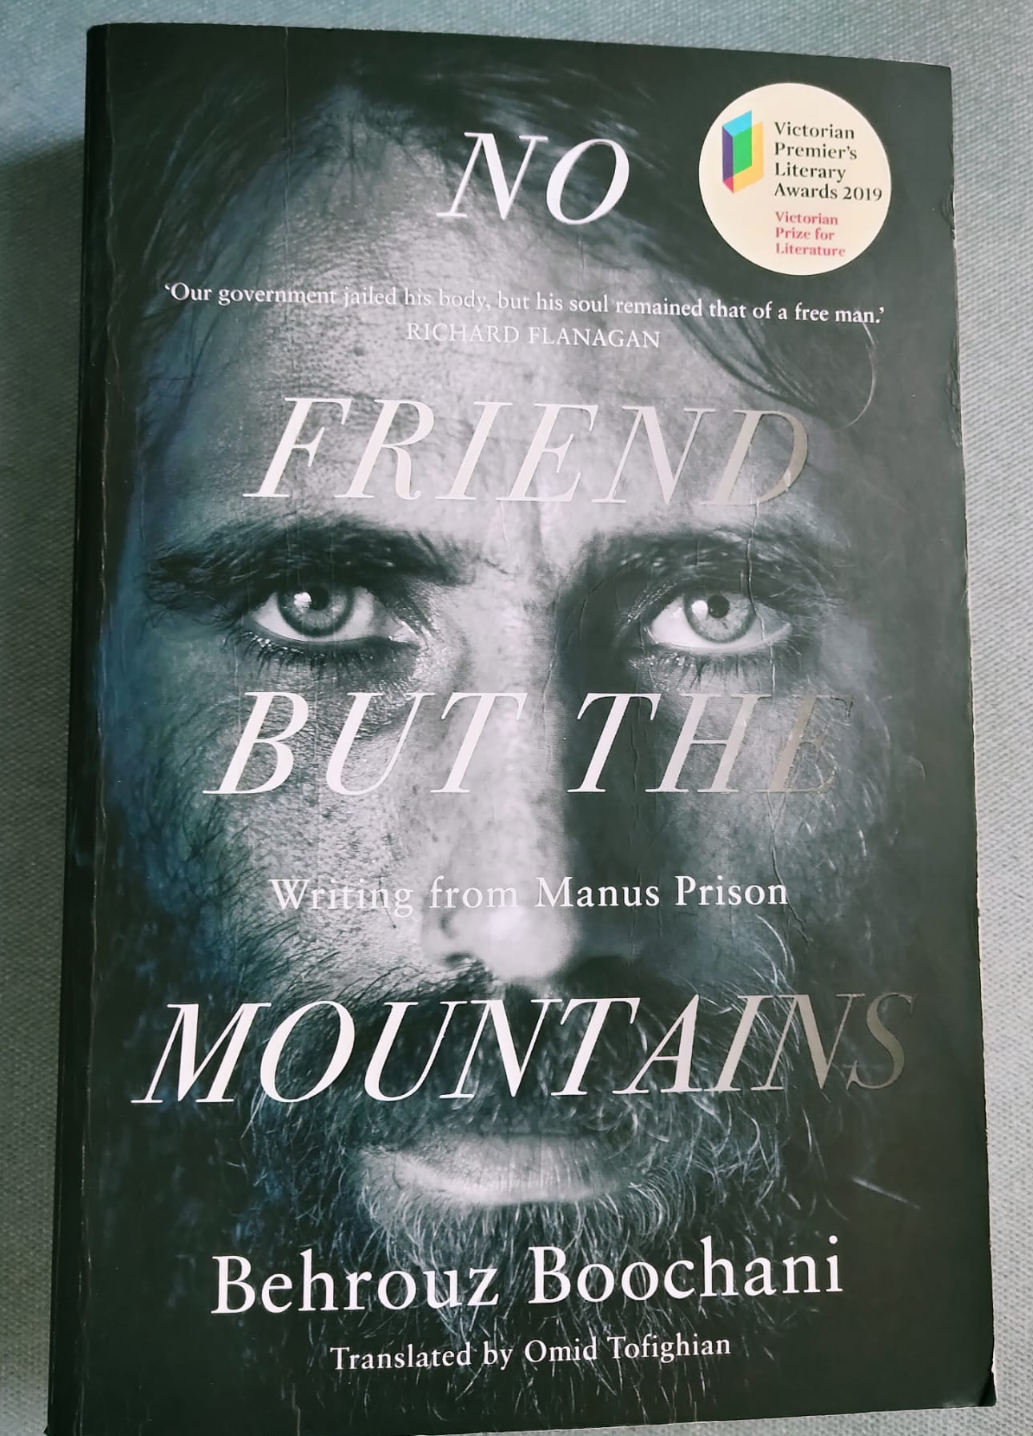 NO
Victorian
Premier's
Literary
Awards 2019
Victorian
Prize for
Literature
‘Our government jailed his body, but his soul remained that of a free man.’
RICHARD FLANAGAN
FRIEND
BUT THE
Writing from Manus Prison
MOUNTAINS
Behrouz Boochani
Translated by Omid Tofighian